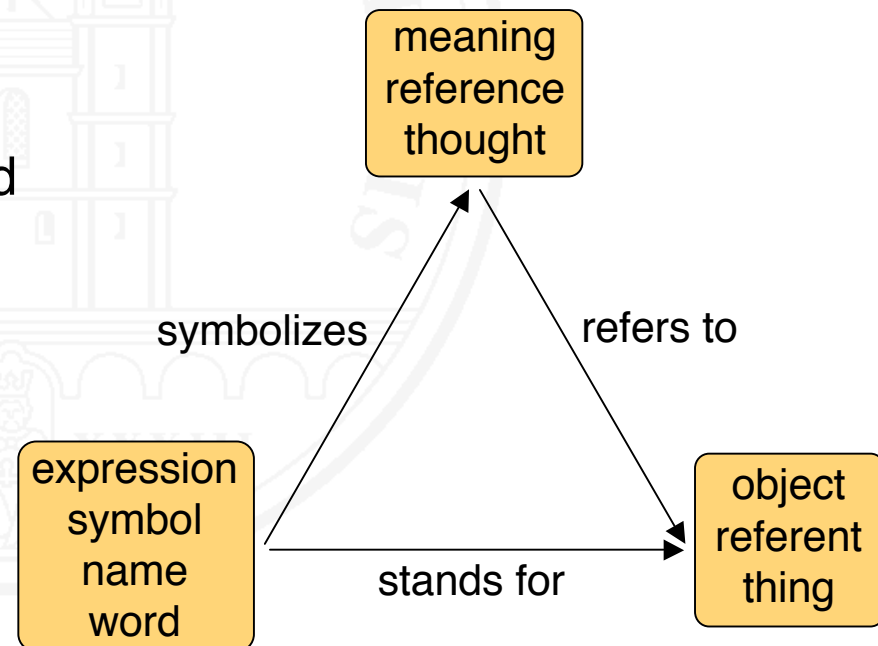 meaning
reference
thought
symbolizes
refers to
expression
symbol
name
word
object
referent
thing
stands for